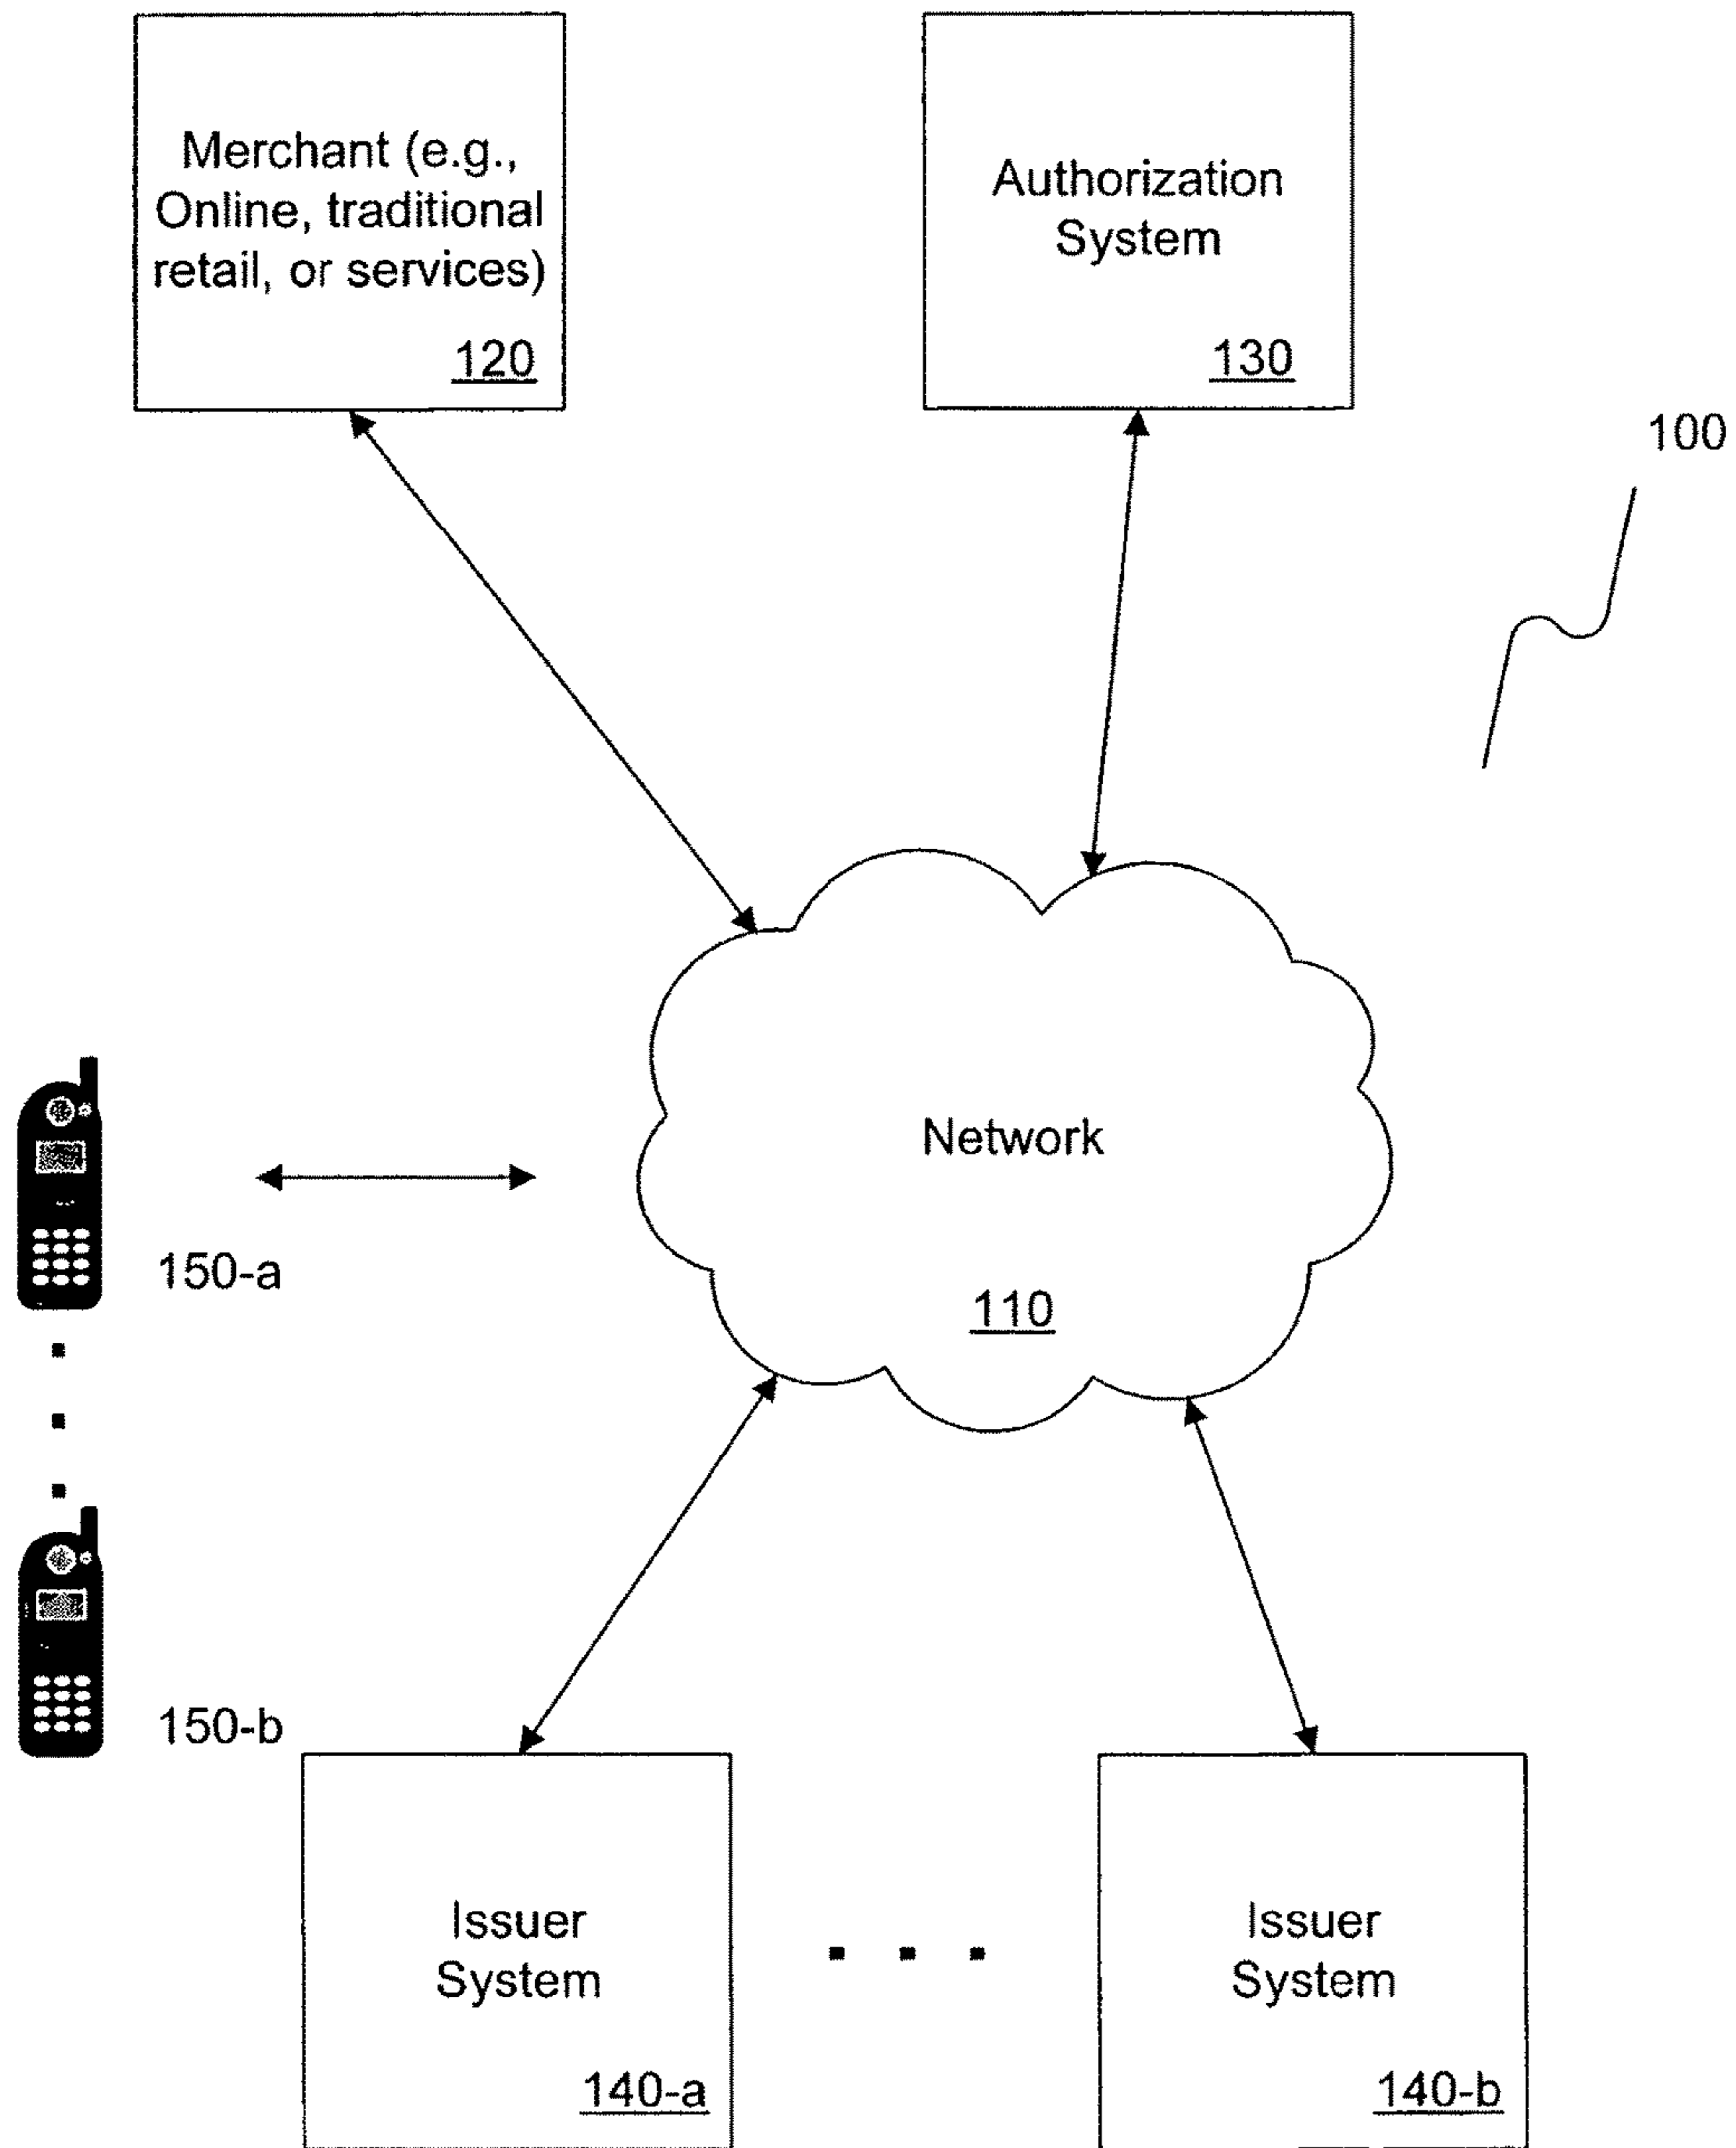 Merchant (e.g.,
Online, traditional
retail, or services)
120
Authorization
System
130
100
Network
110
150-a
150-b
Issuer
System
140-a
Issuer
System
140-b